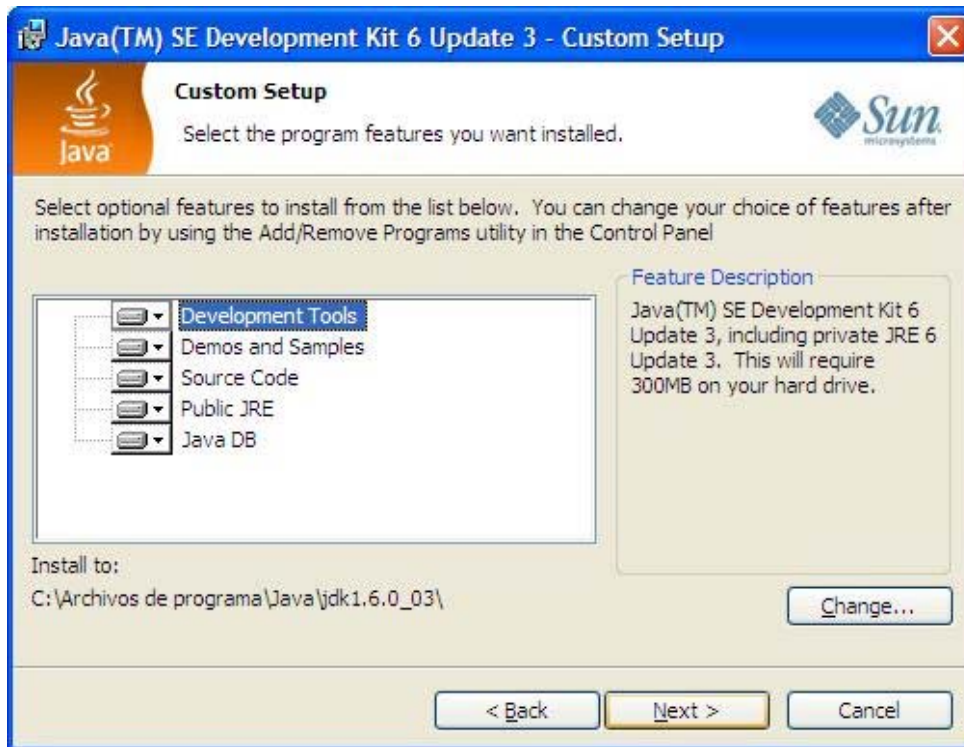 Java(TM) SE Development Kit 6 Update 3 - Custom Setup
Java
Custom Setup
Select the program features you want installed.
Sun
microsystems
Select optional features to install from the list below.  You can change your choice of features after
installation by using the Add/Remove Programs utility in the Control Panel
Development Tools
Demos and Samples
Source Code
Public JRE
Java DB
Feature Description
Java(TM) SE Development Kit 6
Update 3, including private JRE 6
Update 3.  This will require
300MB on your hard drive.
Install to:
C:\Archivos de programa\Java\jdk1.6.0_03\
Change...
< Back
Next >
Cancel